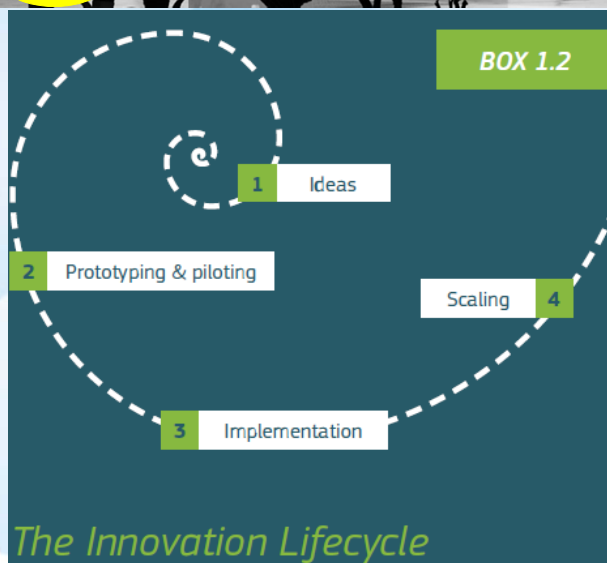 BOX 1.2
1 Ideas
2 Prototyping & piloting
Scaling 4
3 Implementation
The Innovation Lifecycle